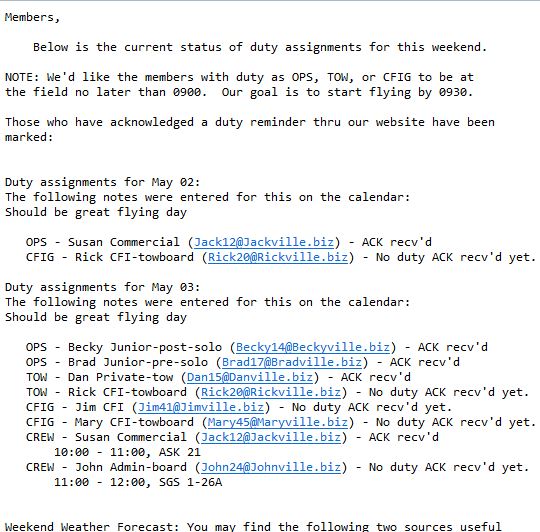 Members,
Below is the current status of duty assignments for this weekend.
NOTE: We'd like the members with duty as OPS, TOW, or CFIG to be at
the field no later than 0900.  Our goal is to start flying by 0930.
Those who have acknowledged a duty reminder thru our website have been
marked:
Duty assignments for May 02:
The following notes were entered for this on the calendar:
Should be great flying day
OPS - Susan Commercial (Jack12@Jackville.biz) - ACK recv'd
CFIG - Rick CFI-towboard (Rick20@Rickville.biz) - No duty ACK recv'd yet.
Duty assignments for May 03:
The following notes were entered for this on the calendar:
Should be great flying day
OPS - Becky Junior-post-solo (Becky14@Beckyville.biz) - ACK recv'd
OPS - Brad Junior-pre-solo (Brad17@Bradville.biz) - ACK recv'd
TOW - Dan Private-tow (Dan15@Danville.biz) - ACK recv'd
TOW - Rick CFI-towboard (Rick20@Rickville.biz) - No duty ACK recv'd yet.
CFIG - Jim CFI (Jim41@Jimville.biz) - No duty ACK recv'd yet.
CFIG - Mary CFI-towboard (Mary45@Maryville.biz) - No duty ACK recv'd yet.
CREW - Susan Commercial (Jack12@Jackville.biz) - ACK recv'd
10:00 - 11:00, ASK 21
CREW - John Admin-board (John24@Johnville.biz) - No duty ACK recv'd yet.
11:00 - 12:00, SGS 1-26A
Weekend Weather Forecast: You may find the following two sources useful